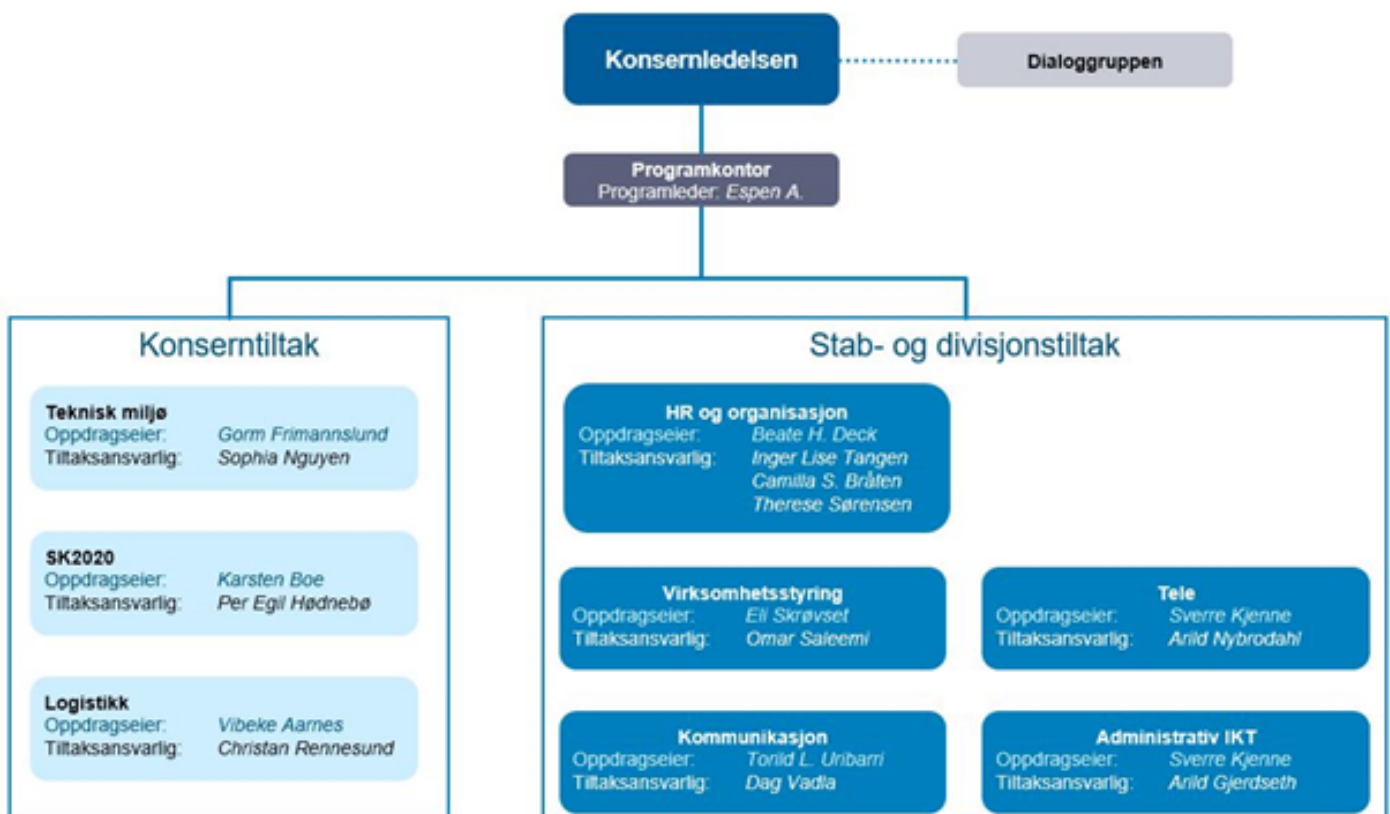 Konsernledelsen
Dialoggruppen
Programkontor
Programleder: Espen A.
Konserntiltak
Teknisk miljø
Oppdragseier: Gorm Frimannslund
Tiltaksansvarlig: Sophia Nguyen
SK2020
Oppdragseier: Karsten Boe
Tiltaksansvarlig: Per Egil Hødnebø
Logistikk
Oppdragseier: Vibeke Aarnes
Tiltaksansvarlig: Christan Rennesund
Stab- og divisjonstiltak
HR og organisasjon
Oppdragseier: Beate H. Deck
Tiltaksansvarlig: Inger Lise Tangen
Camilla S. Bråten
Therese Sørensen
Virksomhetsstyring
Oppdragseier: Eli Skrøvset
Tiltaksansvarlig: Omar Saleemi
Tele
Oppdragseier: Sverre Kjenne
Tiltaksansvarlig: Arild Nybrodahl
Kommunikasjon
Oppdragseier: Torild L. Uribarri
Tiltaksansvarlig: Dag Vadla
Administrativ IKT
Oppdragseier: Sverre Kjenne
Tiltaksansvarlig: Arild Gjerdseth